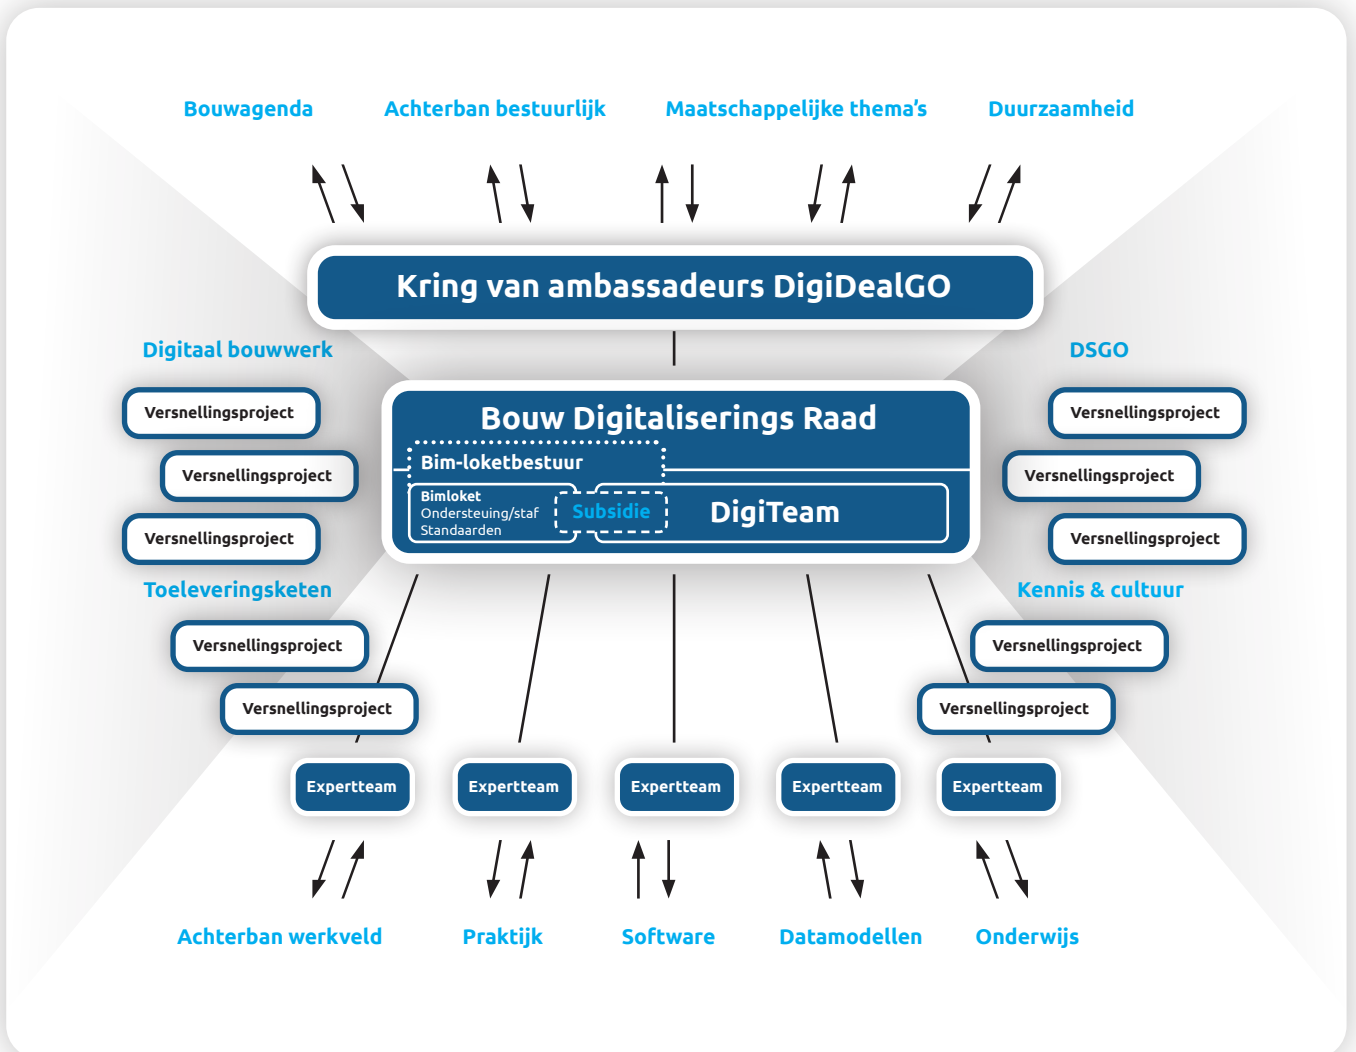 Bouwagenda
Achterban bestuurlijk
Maatschappelijke thema’s
Duurzaamheid
Kring van ambassadeurs DigiDealGO
Digitaal bouwwerk
Versnellingsproject
Versnellingsproject
Versnellingsproject
DSGO
Versnellingsproject
Versnellingsproject
Versnellingsproject
Bouw Digitaliserings Raad
Bim-loketbestuur
Bimloket
Ondersteuing/staf
Standaarden
Subsidie
DigiTeam
Toeleveringsketen
Versnellingsproject
Versnellingsproject
Kennis & cultuur
Versnellingsproject
Versnellingsproject
Expertteam
Expertteam
Expertteam
Expertteam
Expertteam
Achterban werkveld
Praktijk
Software
Datamodellen
Onderwijs